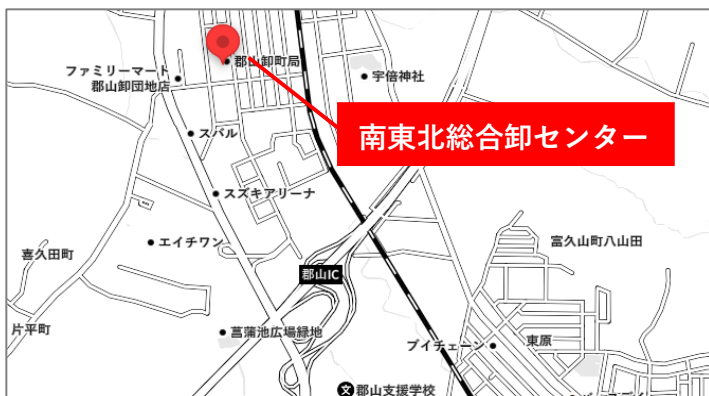 郡山卸町局
ファミリーマート
郡山卸団地店
宇倍神社
スバル
南東北総合卸センター
スズキアリーナ
エイチワン
喜久田町
富久山町八山田
郡山IC
片平町
菖蒲池広場緑地
ブイチェーン
東原
文郡山支援学校